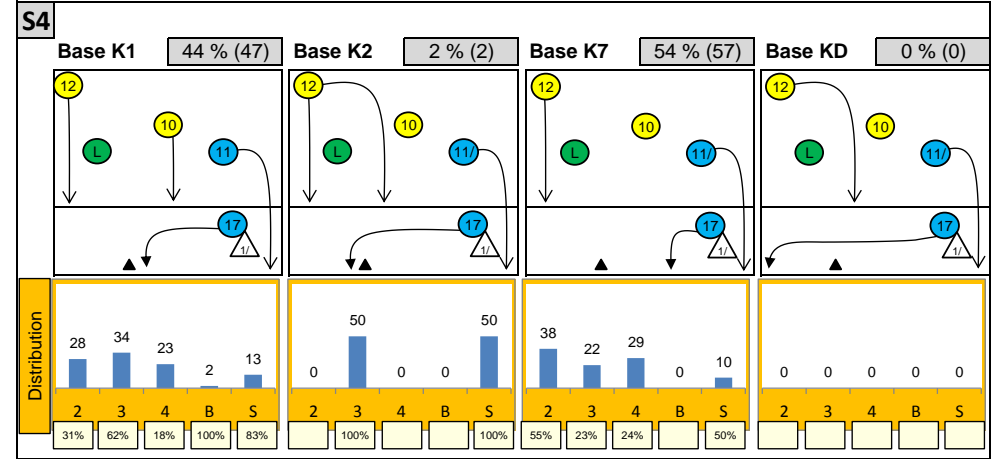 S4
Base K1 44 % (47) Base K2 2 % (2) Base K7 54 % (57) Base KD 0 % (0)
12 12 12 12
10 10 10 10
L 11 L 11/ L 11/ L 11/
17 17 17 17
1/ 1/ 1/ 1/
Distribution
28 34 23 2 13 0 50 0 0 50 38 22 29 0 10 0 0 0 0 0
2 3 4 B S 2 3 4 B S 2 3 4 B S 2 3 4 B S
31% 62% 18% 100% 83% 100% 100% 55% 23% 24% 50%